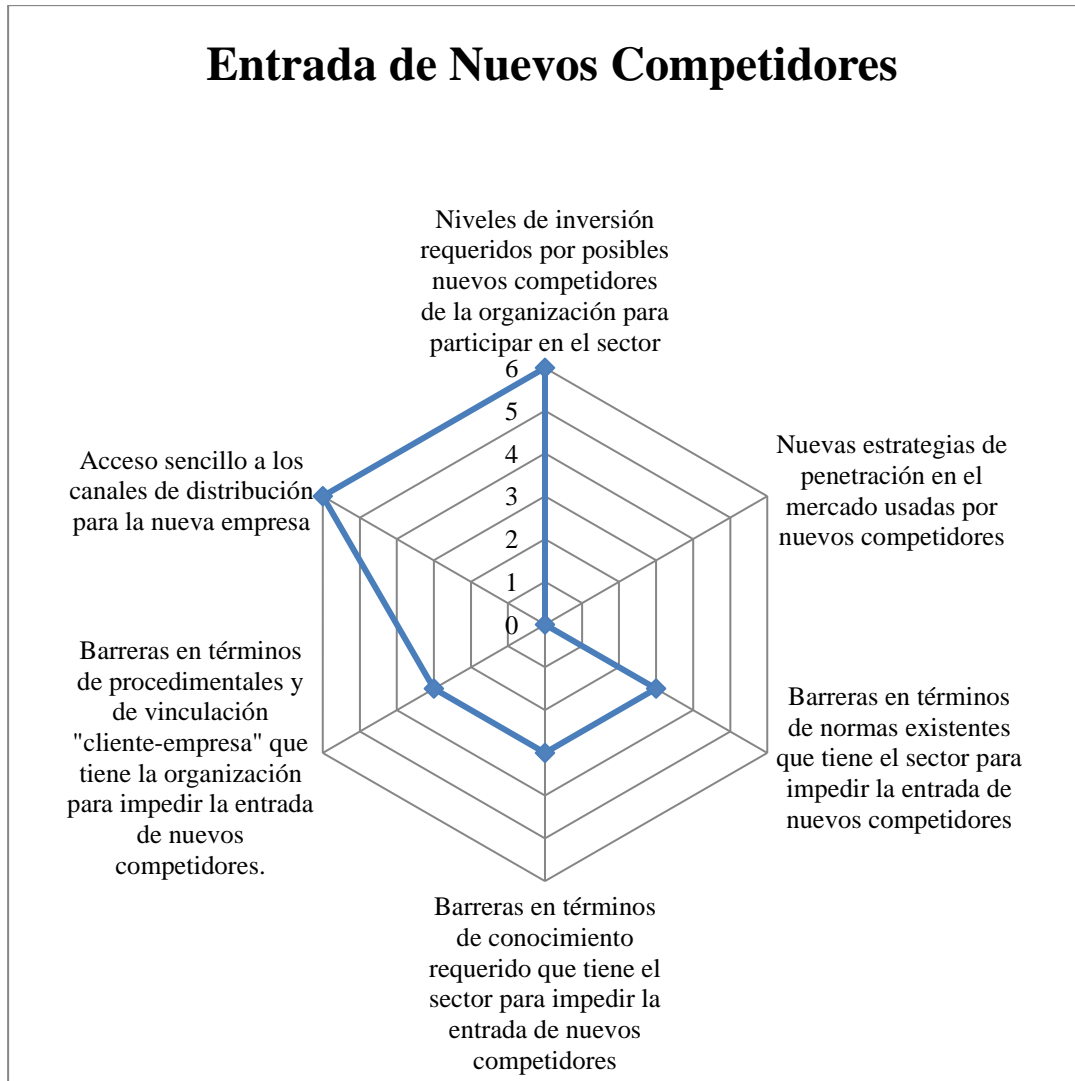 Entrada de Nuevos Competidores
Niveles de inversión
requeridos por posibles
nuevos competidores
de la organización para
participar en el sector
6
5
4
3
2
1
0
Nuevas estrategias de
penetración en el
mercado usadas por
nuevos competidores
Barreras en términos
de normas existentes
que tiene el sector para
impedir la entrada de
nuevos competidores
Barreras en términos
de conocimiento
requerido que tiene el
sector para impedir la
entrada de nuevos
competidores
Barreras en términos
de procedimentales y
de vinculación
"cliente-empresa" que
tiene la organización
para impedir la entrada
de nuevos
competidores.
Acceso sencillo a los
canales de distribución
para la nueva empresa